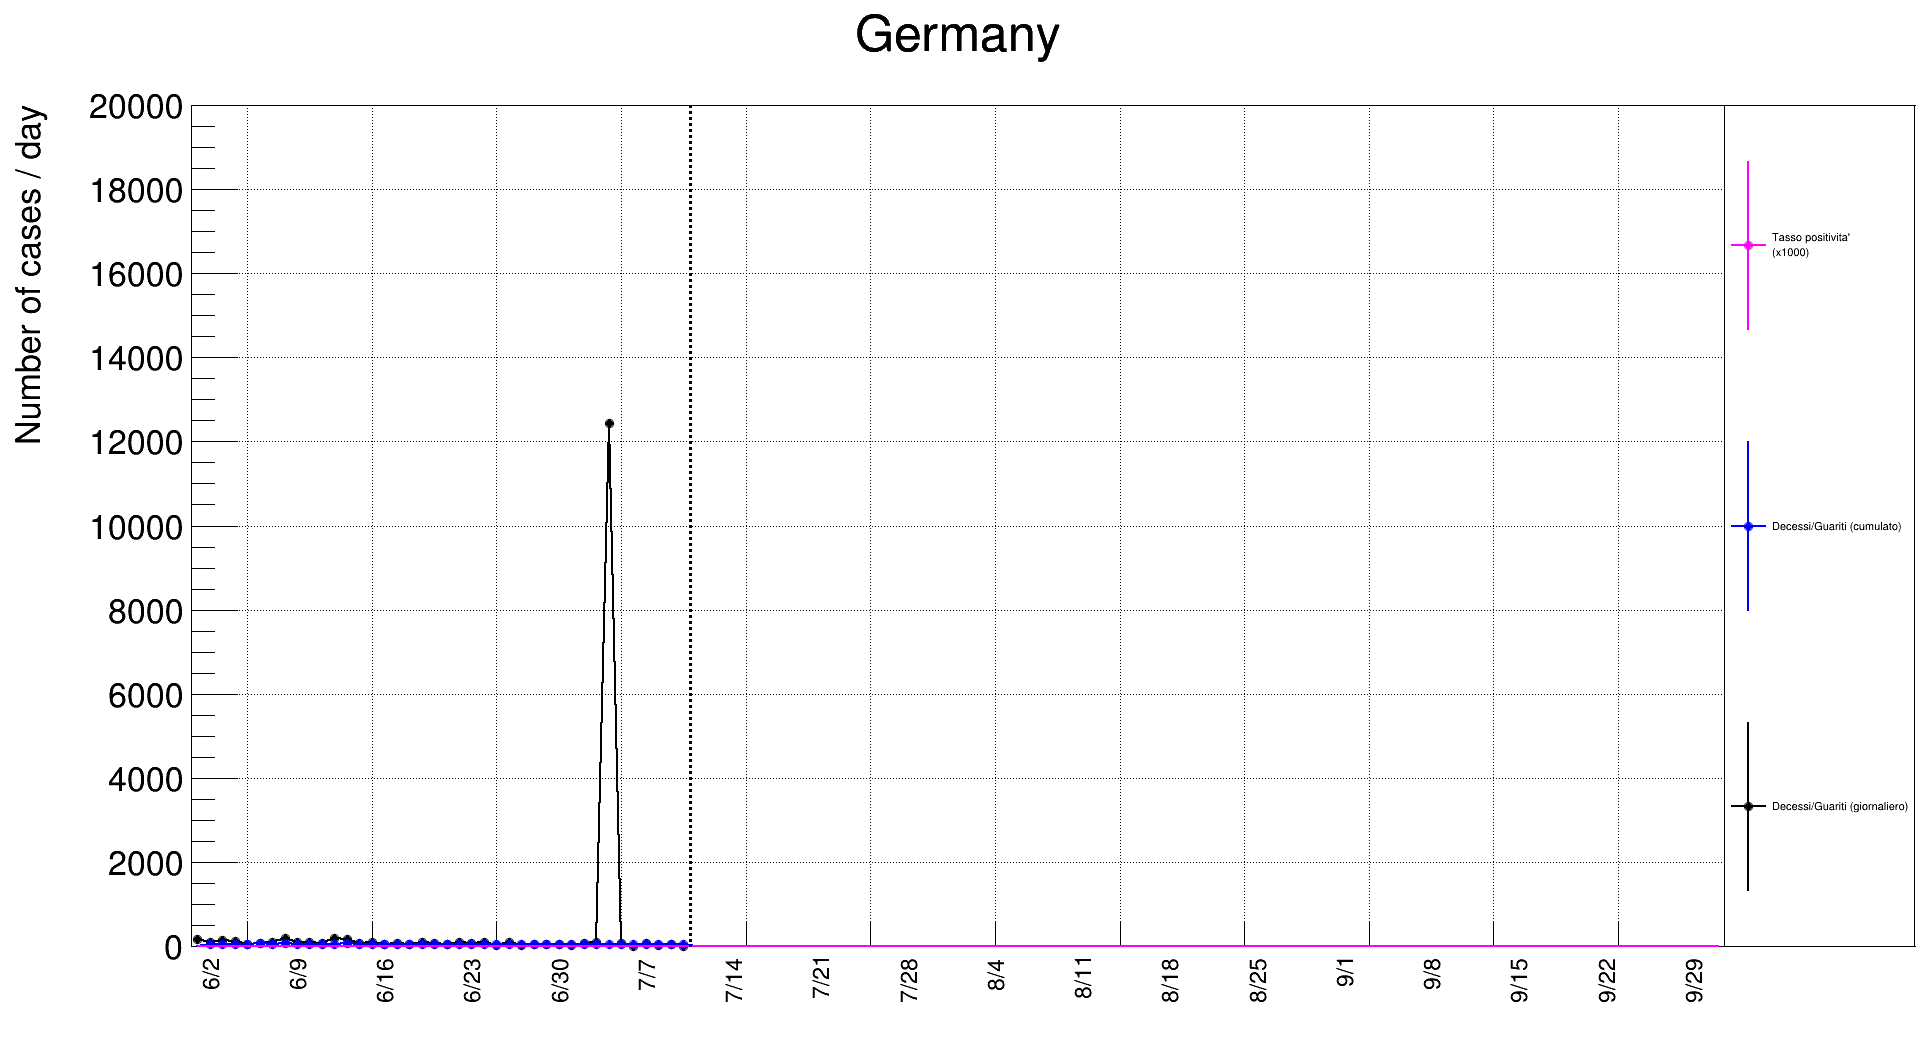 Germany
Number of cases / day
20000
18000
16000
14000
12000
10000
8000
6000
4000
2000
0
6/2 6/9 6/16 6/23 6/30 7/7 7/14 7/21 7/28 8/4 8/11 8/18 8/25 9/1 9/8 9/15 9/22 9/29
Tasso positivita'
(x1000)
Decessi/Guariti (cumulato)
Decessi/Guariti (giornaliero)